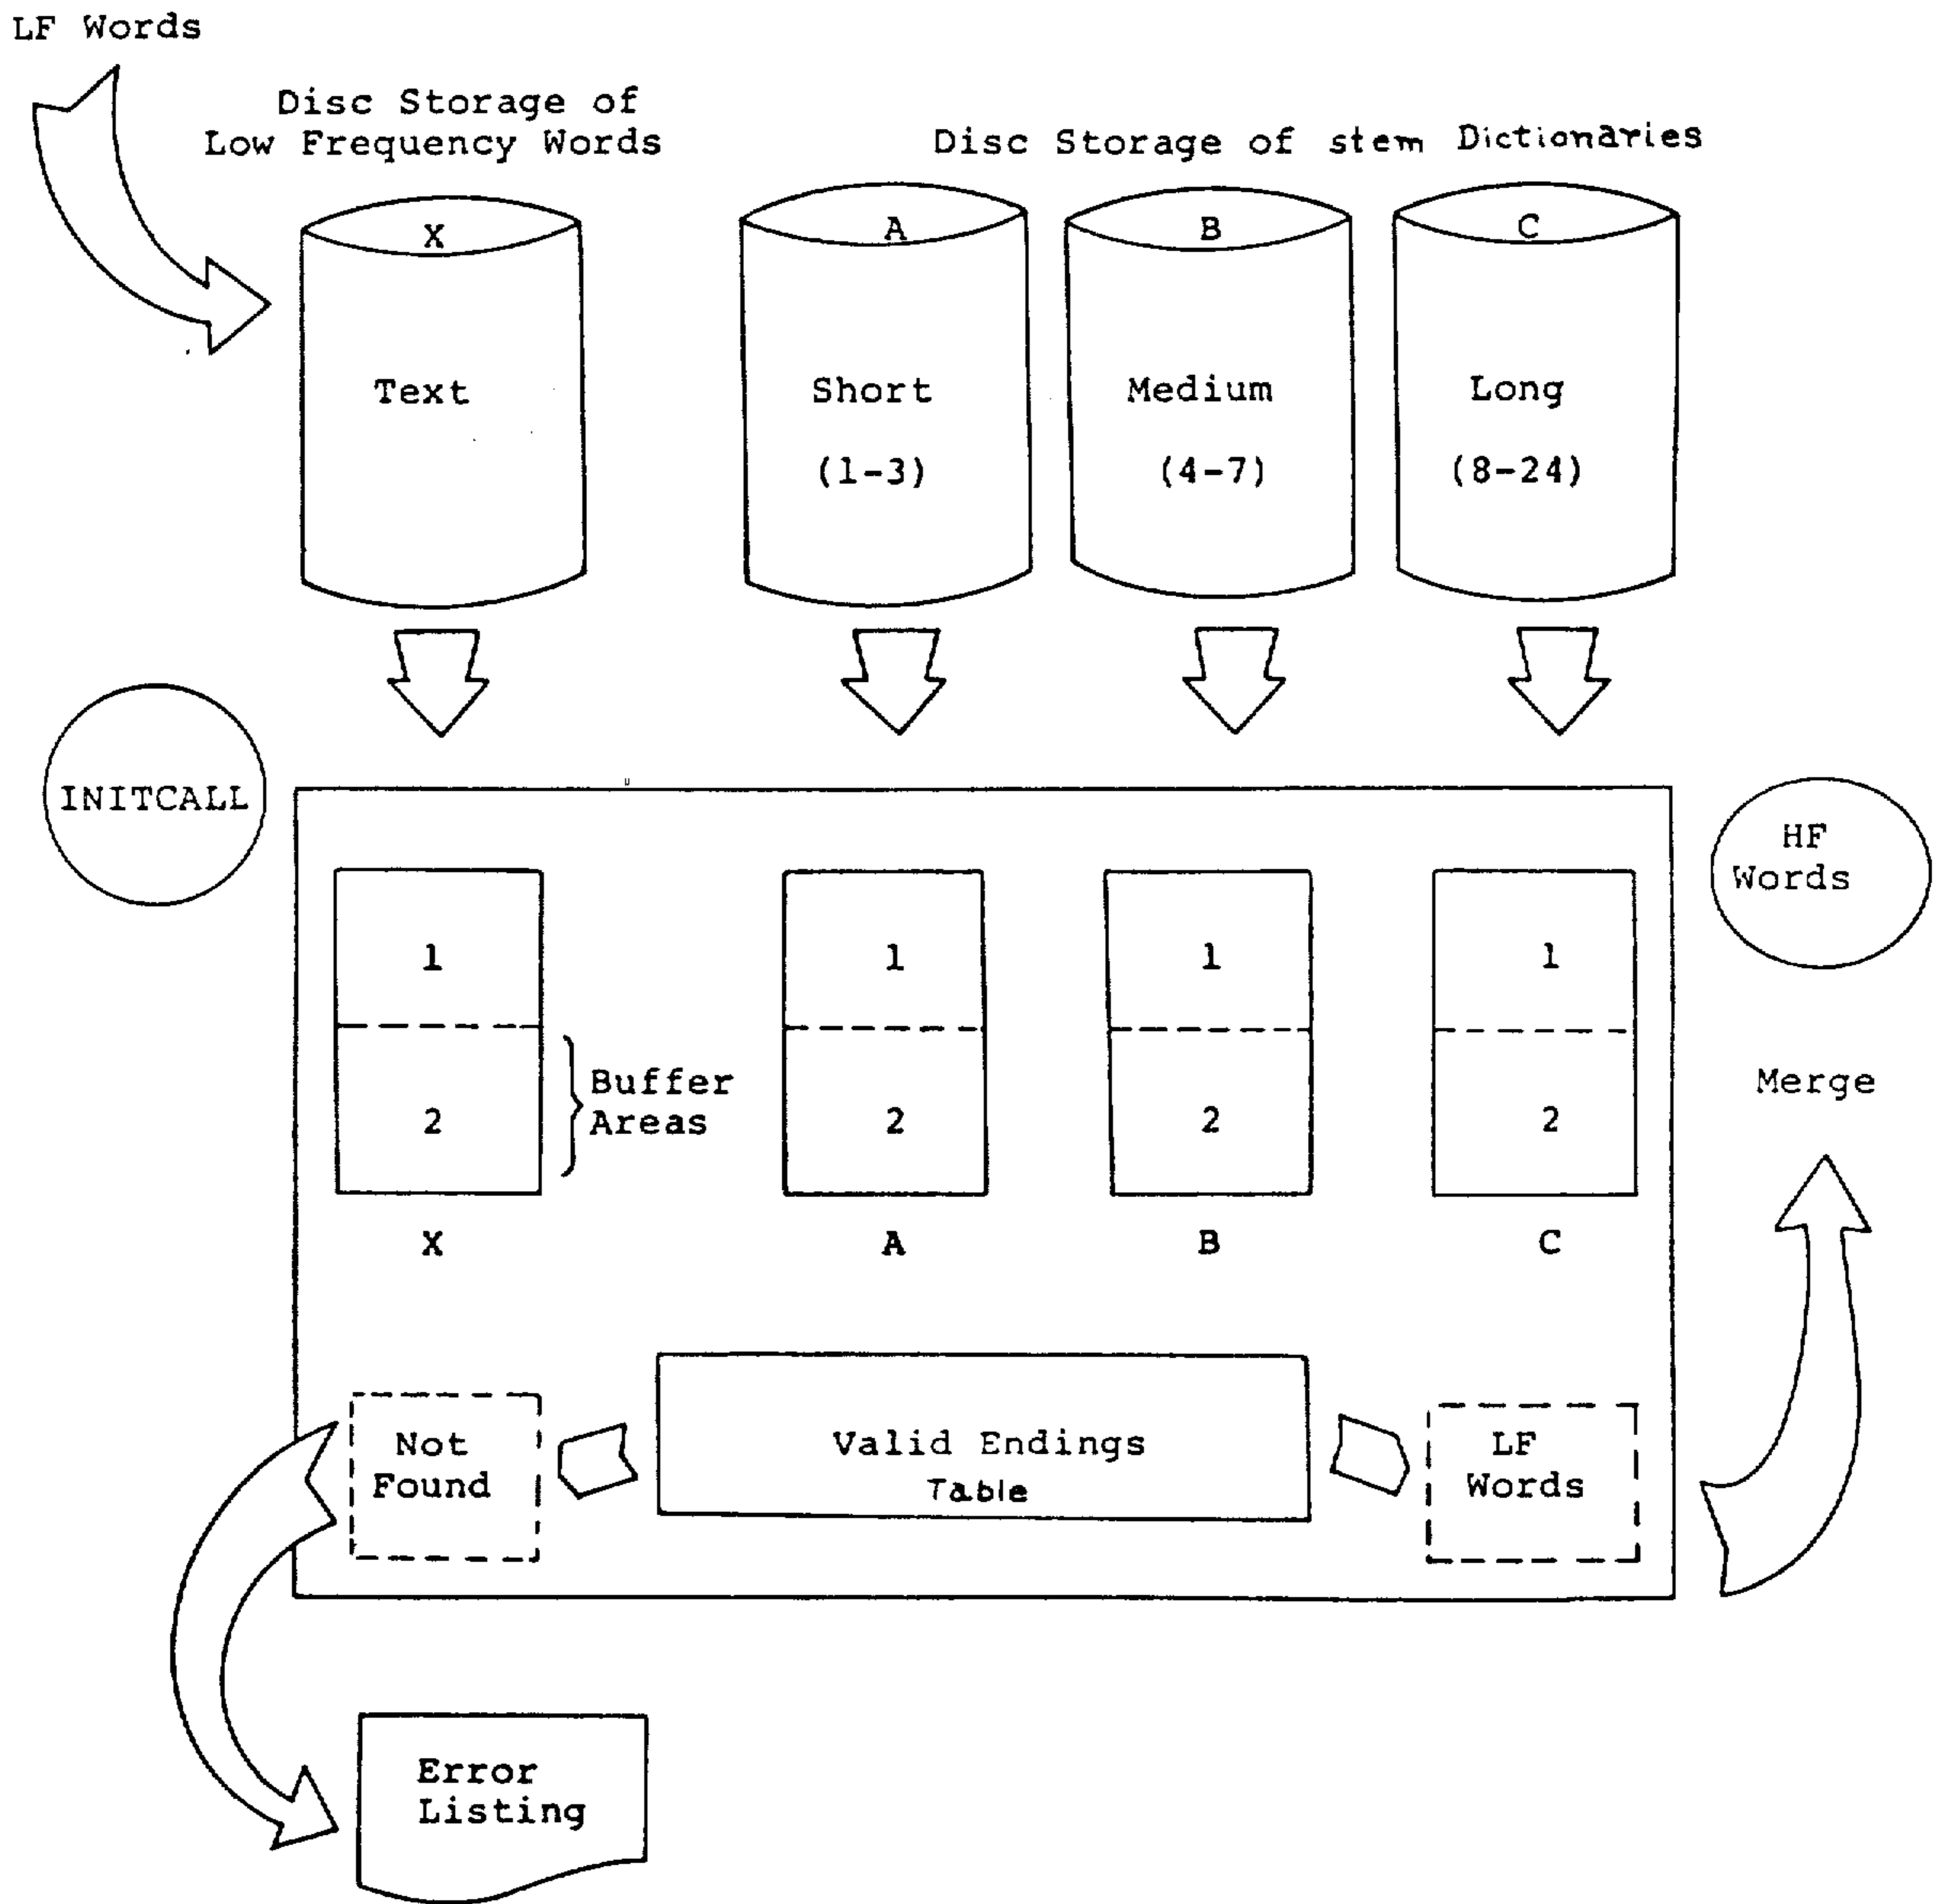 LF Words
Disc Storage of
Low Frequency Words
Disc Storage of stem Dictionaries
X
A
B
C
Text
Short
(1-3)
Medium
(4-7)
Long
(8-24)
INITCALL
HF
Words
1
1
1
1
Buffer
Areas
2
2
2
2
Merge
X
A
B
C
Not
Found
Valid Endings
Table
LF
Words
Error
Listing